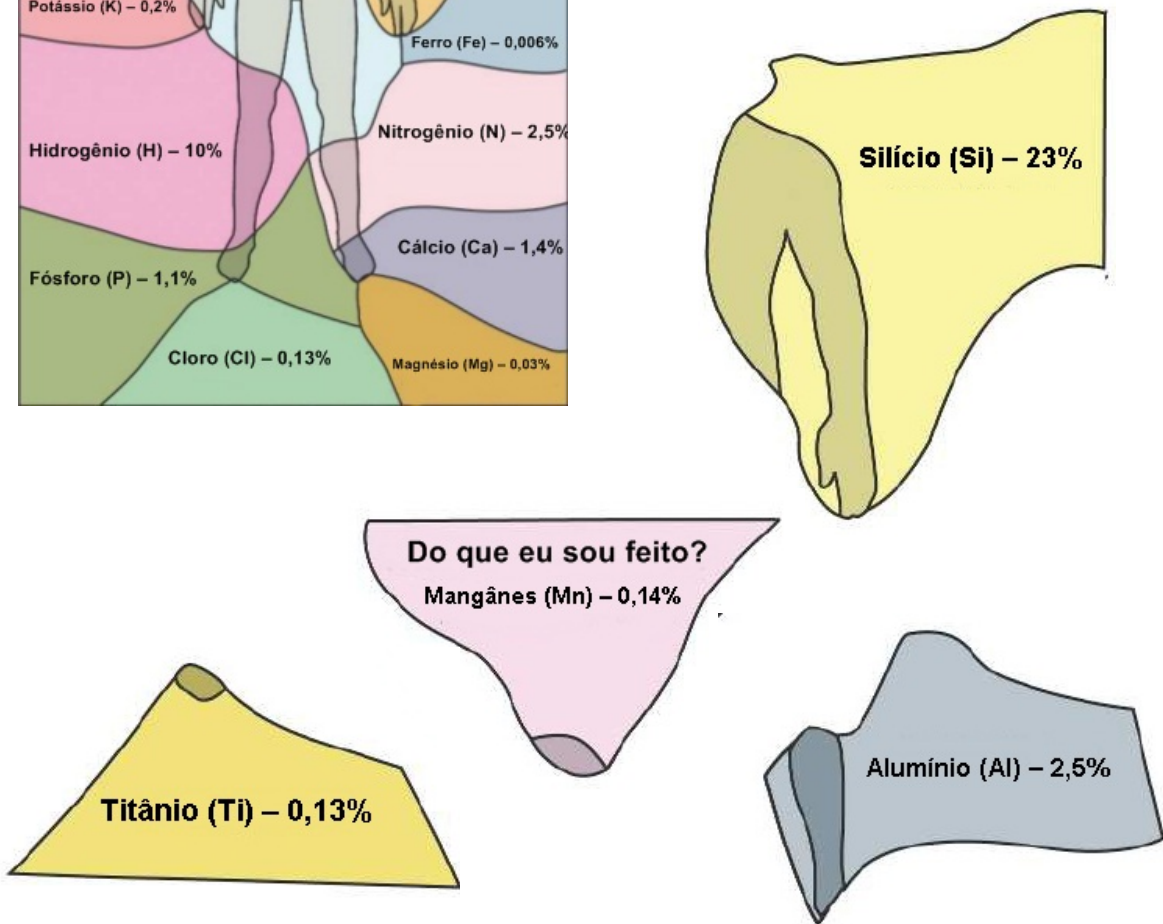 Potássio (K) – 0,2%
Ferro (Fe) – 0,006%
Hidrogênio (H) – 10%
Nitrogênio (N) – 2,5%
Fósforo (P) – 1,1%
Cálcio (Ca) – 1,4%
Cloro (Cl) – 0,13%
Magnésio (Mg) – 0,03%
Silício (Si) – 23%
Do que eu sou feito?
Mangânes (Mn) – 0,14%
Titânio (Ti) – 0,13%
Alumínio (Al) – 2,5%